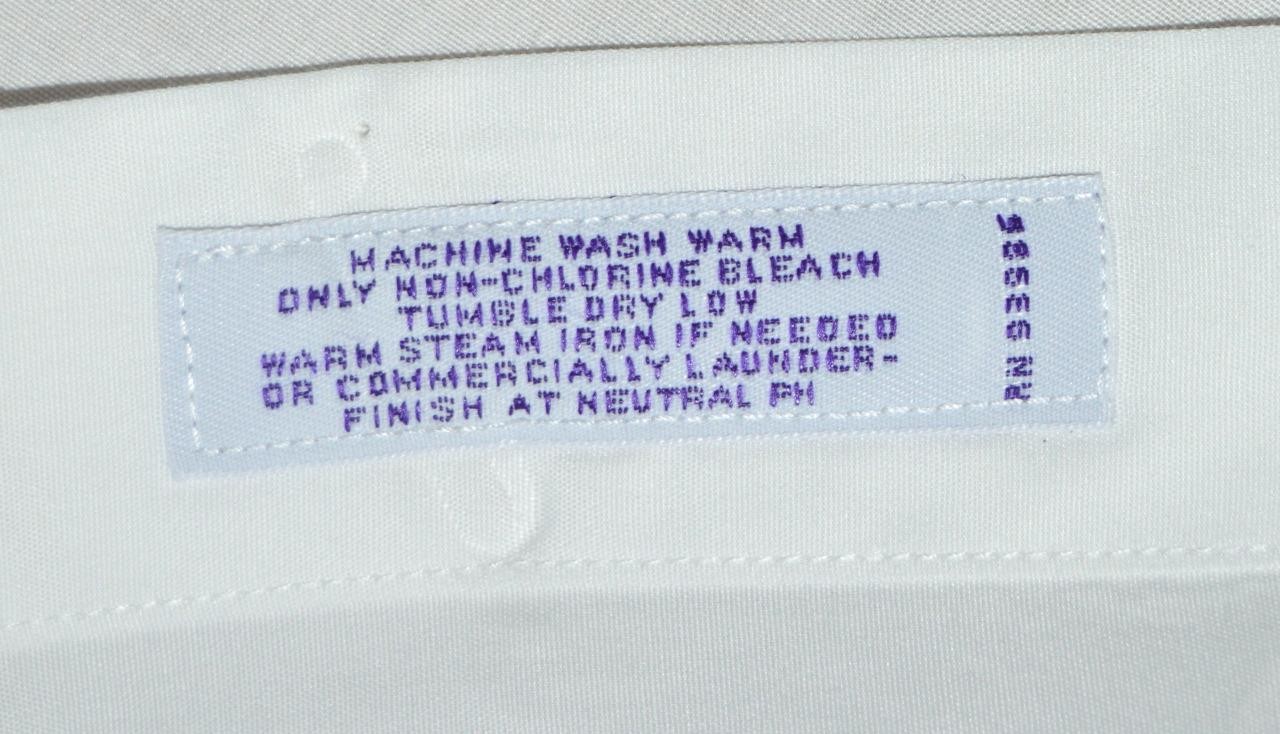 MACHINE WASH WARM
ONLY NON-CHLORINE BLEACH
TUMBLE DRY LOW
WARM STEAM IRON IF NEEDED
OR COMMERCIALLY LAUNDER-
FINISH AT NEUTRAL PH
RN